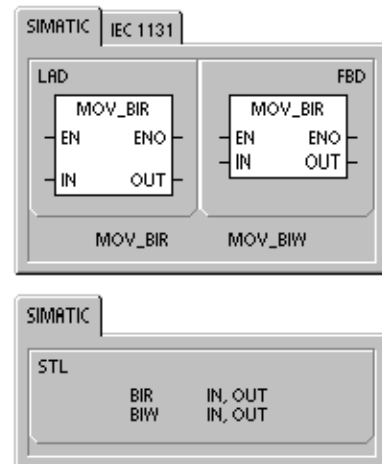 SIMATIC IEC 1131
LAD FBD
MOV_BIR MOV_BIR
EN ENO EN ENO
IN OUT IN OUT
MOV_BIR MOV_BIW
SIMATIC
STL
BIR IN, OUT
BIW IN, OUT